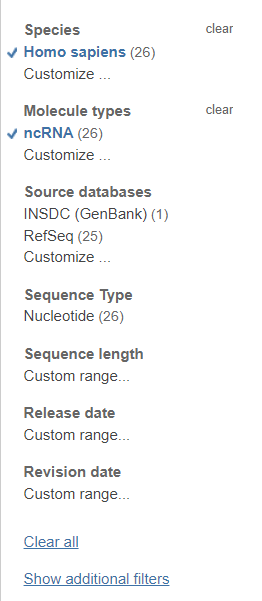 Species clear
Homo sapiens (26)
Customize ...
Molecule types clear
ncRNA (26)
Customize ...
Source databases
INSDC (GenBank) (1)
RefSeq (25)
Customize ...
Sequence Type
Nucleotide (26)
Sequence length
Custom range...
Release date
Custom range...
Revision date
Custom range...
Clear all
Show additional filters